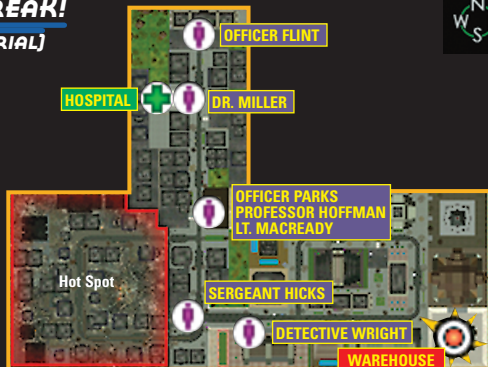 REAK!
RIAL)
N
W
S
OFFICER FLINT
HOSPITAL
DR. MILLER
OFFICER PARKS
PROFESSOR HOFFMAN
LT. MACREADY
Hot Spot
SERGEANT HICKS
DETECTIVE WRIGHT
WAREHOUSE